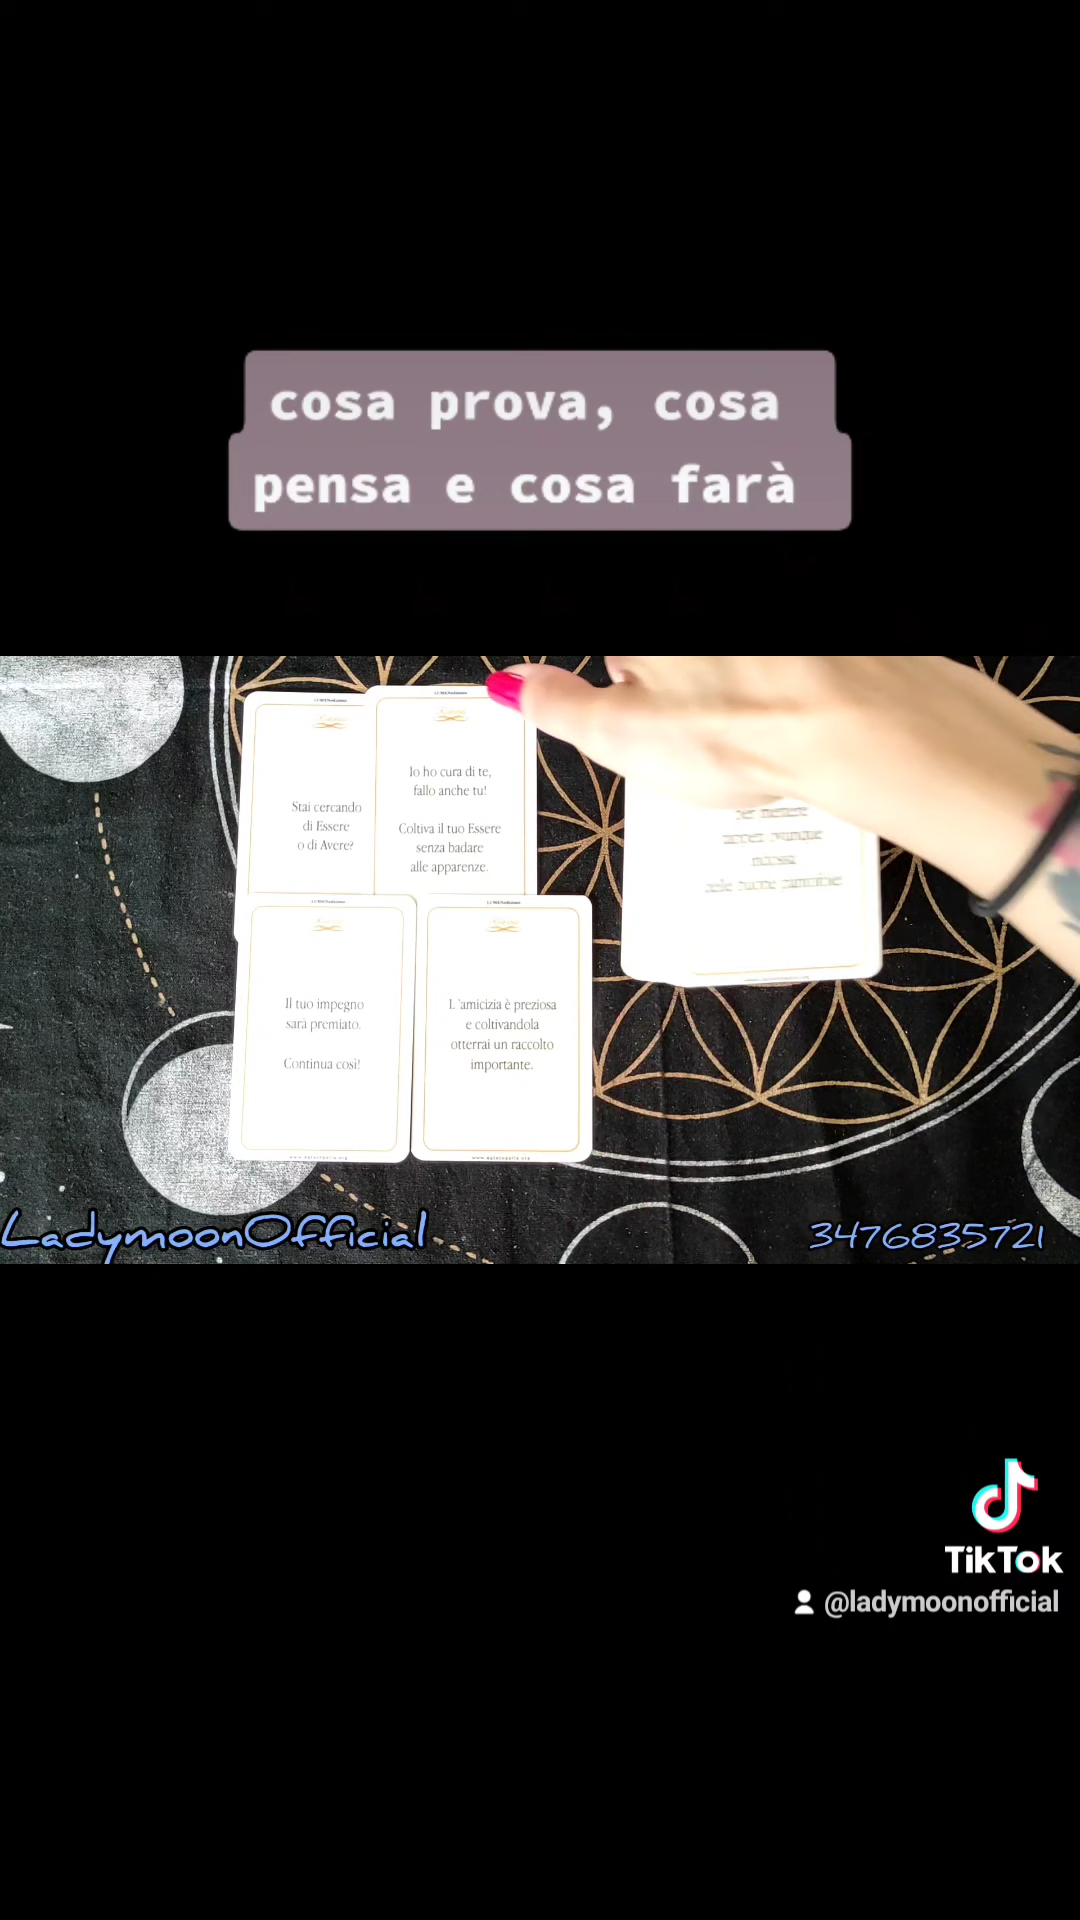 cosa prova, cosa
pensa e cosa farà
Stai cercando
di Essere
o di Avere?
Io ho cura di te,
fallo anche tu!
Coltiva il tuo Essere
senza badare
alle apparenze.
Il tuo impegno
sarà premiato.
Continua così!
L'amicizia è preziosa
e coltivandola
otterrai un raccolto
importante.
LadymoonOfficial
3476835721
TikTok
@ladymoonofficial